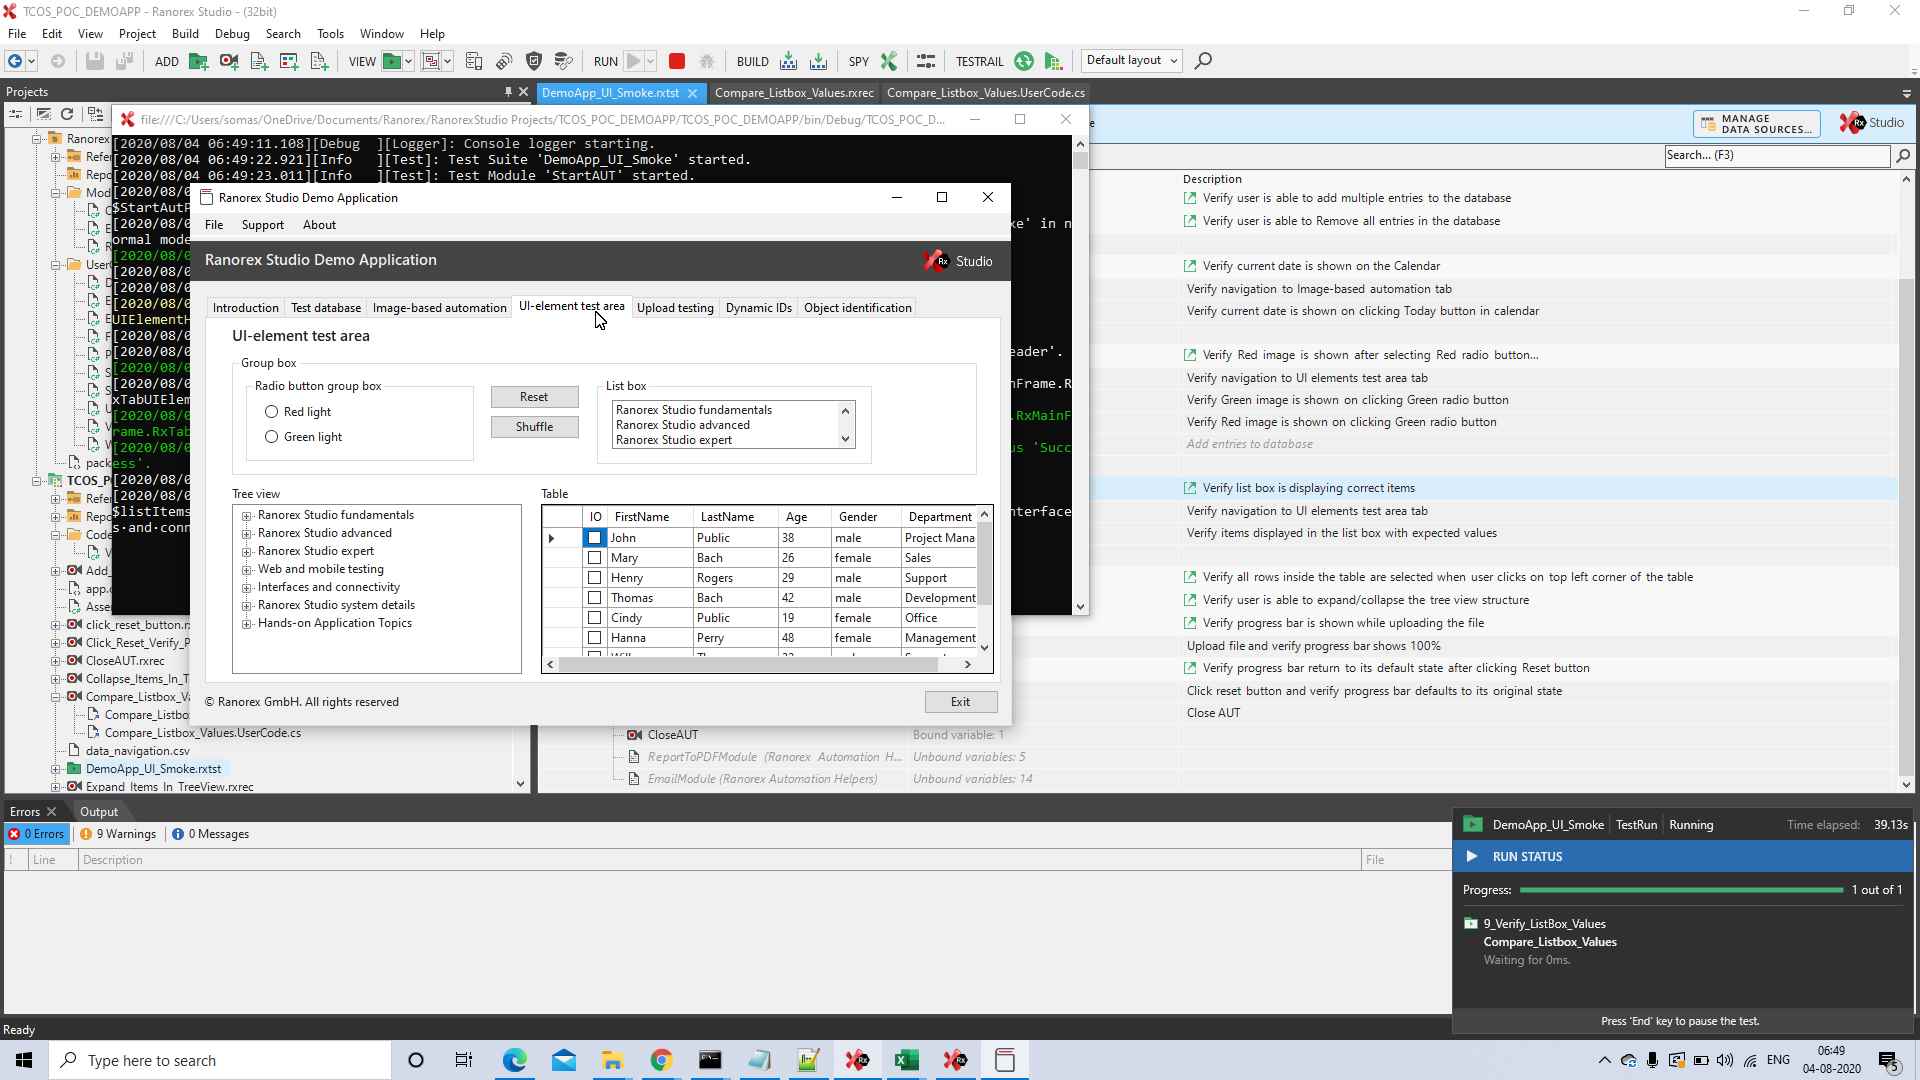 TCOS_POC_DEMOAPP - Ranorex Studio - (32bit)
File Edit View Project Build Debug Search Tools Window Help
ADD VIEW RUN BUILD SPY TESTRAIL Default layout
Projects
DemoApp_UI_Smoke.rxtst Compare_Listbox_Values.rxrec Compare_Listbox_Values.UserCode.cs
file:///C:/Users/somas/OneDrive/Documents/Ranorex/RanorexStudio Projects/TCOS_POC_DEMOAPP/TCOS_POC_DEMOAPP/bin/Debug/TCOS_POC_D...
MANAGE DATA SOURCES...
Rx Studio
Search... (F3)
[2020/08/04 06:49:11.108][Debug ][Logger]: Console logger starting.
[2020/08/04 06:49:22.921][Info ][Test]: Test Suite 'DemoApp_UI_Smoke' started.
[2020/08/04 06:49:23.011][Info ][Test]: Test Module 'StartAUT' started.
Ranorex
TCOS_P
click_reset_button.r
Click_Reset_Verify_P
CloseAUT.rxrec
Collapse_Items_In_T
Compare_Listbox_Va
Compare_Listbo
Compare_Listbox_Values.UserCode.cs
data_navigation.csv
DemoApp_UI_Smoke.rxtst
Expand_Items_In_TreeView.rxrec
Ranorex Studio Demo Application
File Support About
Ranorex Studio Demo Application
Rx Studio
Introduction Test database Image-based automation UI-element test area Upload testing Dynamic IDs Object identification
UI-element test area
Group box
Radio button group box
Red light
Green light
Reset
Shuffle
List box
Ranorex Studio fundamentals
Ranorex Studio advanced
Ranorex Studio expert
Tree view
Ranorex Studio fundamentals
Ranorex Studio advanced
Ranorex Studio expert
Web and mobile testing
Interfaces and connectivity
Ranorex Studio system details
Hands-on Application Topics
Table
IO FirstName LastName Age Gender Department
John Public 38 male Project Mana
Mary Bach 26 female Sales
Henry Rogers 29 male Support
Thomas Bach 42 male Development
Cindy Public 19 female Office
Hanna Perry 48 female Management
© Ranorex GmbH. All rights reserved
Exit
Description
Verify user is able to add multiple entries to the database
Verify user is able to Remove all entries in the database
Verify current date is shown on the Calendar
Verify navigation to Image-based automation tab
Verify current date is shown on clicking Today button in calendar
Verify Red image is shown after selecting Red radio button...
Verify navigation to UI elements test area tab
Verify Green image is shown on clicking Green radio button
Verify Red image is shown on clicking Green radio button
Add entries to database
Verify list box is displaying correct items
Verify navigation to UI elements test area tab
Verify items displayed in the list box with expected values
Verify all rows inside the table are selected when user clicks on top left corner of the table
Verify user is able to expand/collapse the tree view structure
Verify progress bar is shown while uploading the file
Upload file and verify progress bar shows 100%
Verify progress bar return to its default state after clicking Reset button
Click reset button and verify progress bar defaults to its original state
Close AUT
CloseAUT Bound variable: 1
ReportToPDFModule (Ranorex Automation H... Unbound variables: 5
EmailModule (Ranorex Automation Helpers) Unbound variables: 14
Errors Output
0 Errors 9 Warnings 0 Messages
! Line Description File
DemoApp_UI_Smoke TestRun Running Time elapsed: 39.13s
RUN STATUS
Progress: 1 out of 1
9_Verify_ListBox_Values
Compare_Listbox_Values
Waiting for 0ms.
Press 'End' key to pause the test.
Ready
Type here to search
ENG
06:49
04-08-2020
5